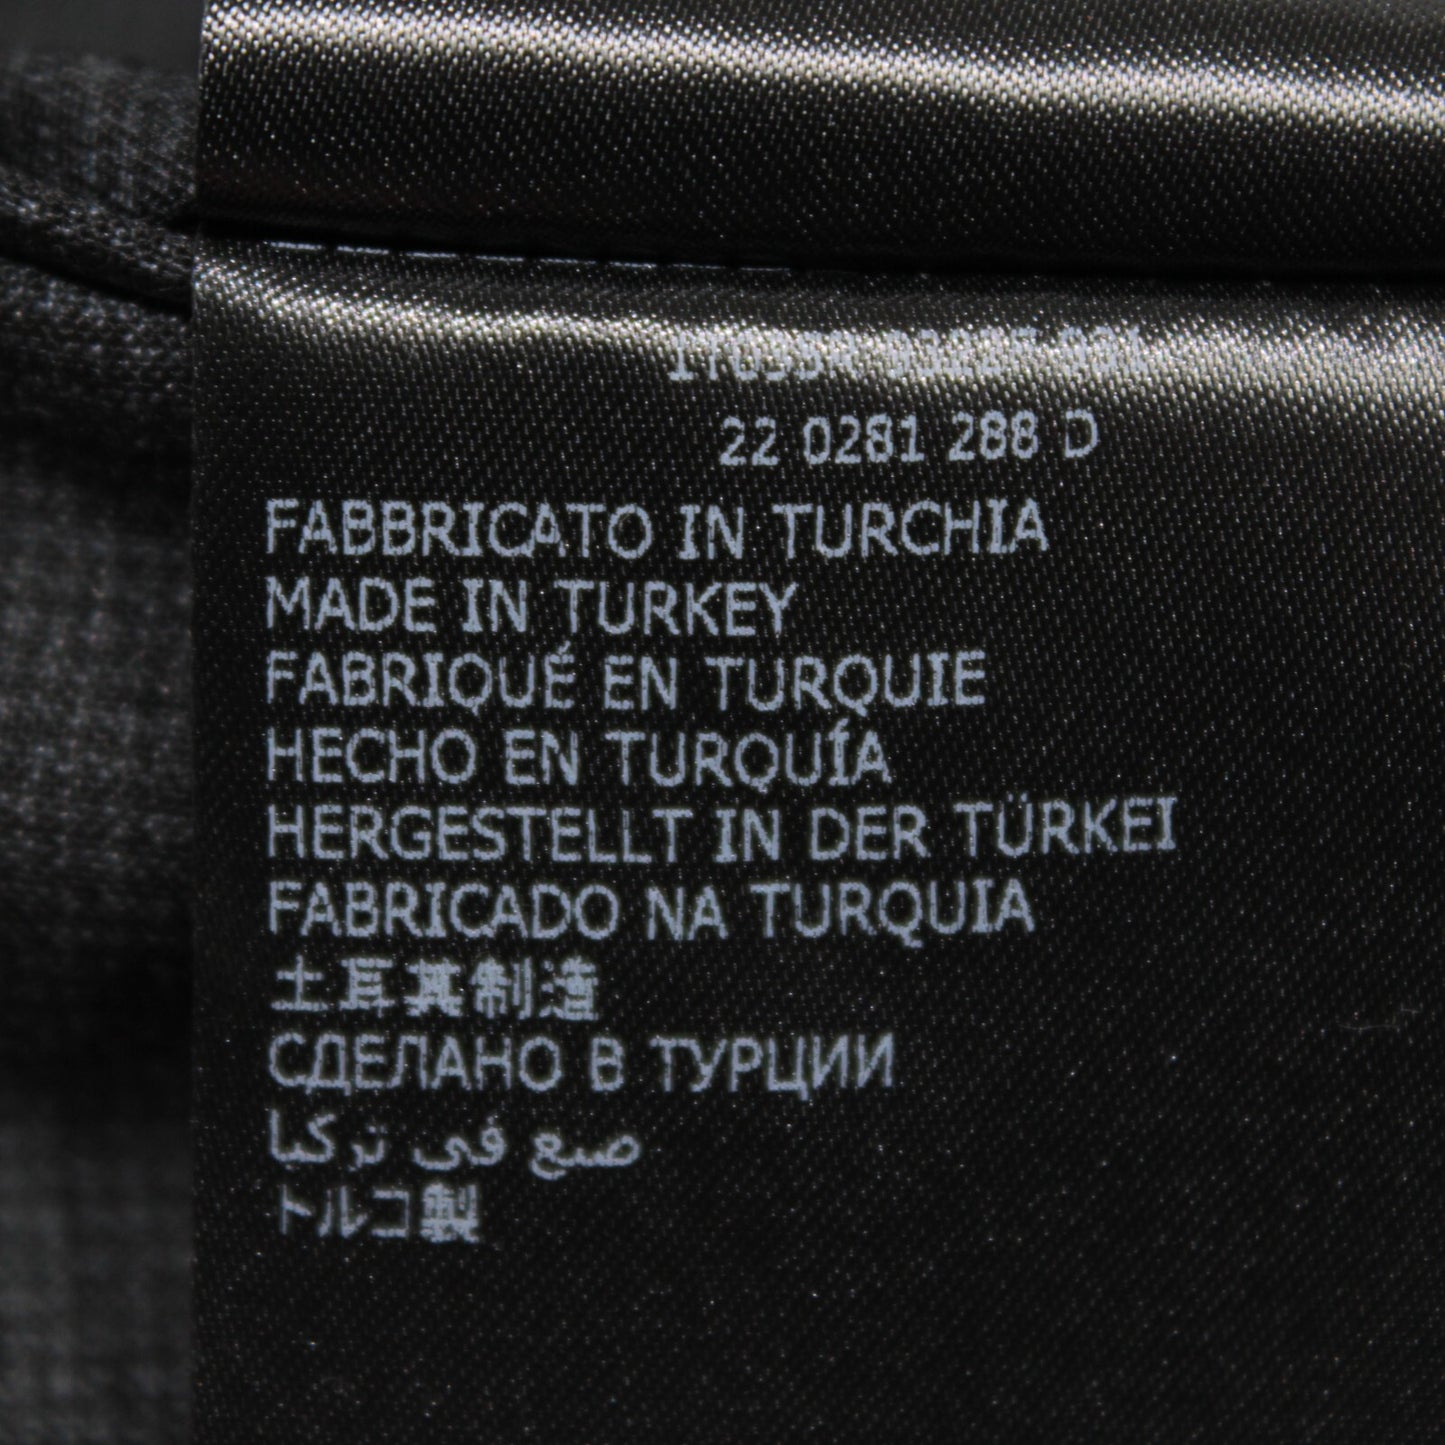 22 0281 288 D
FABBRICATO IN TURCHIA
MADE IN TURKEY
FABRIQUÉ EN TURQUIE
HECHO EN TURQUÍA
HERGESTELLT IN DER TÜRKEI
FABRICADO NA TURQUIA
土耳其制造
СДЕЛАНО В ТУРЦИИ
صنع في تركيا
トルコ製